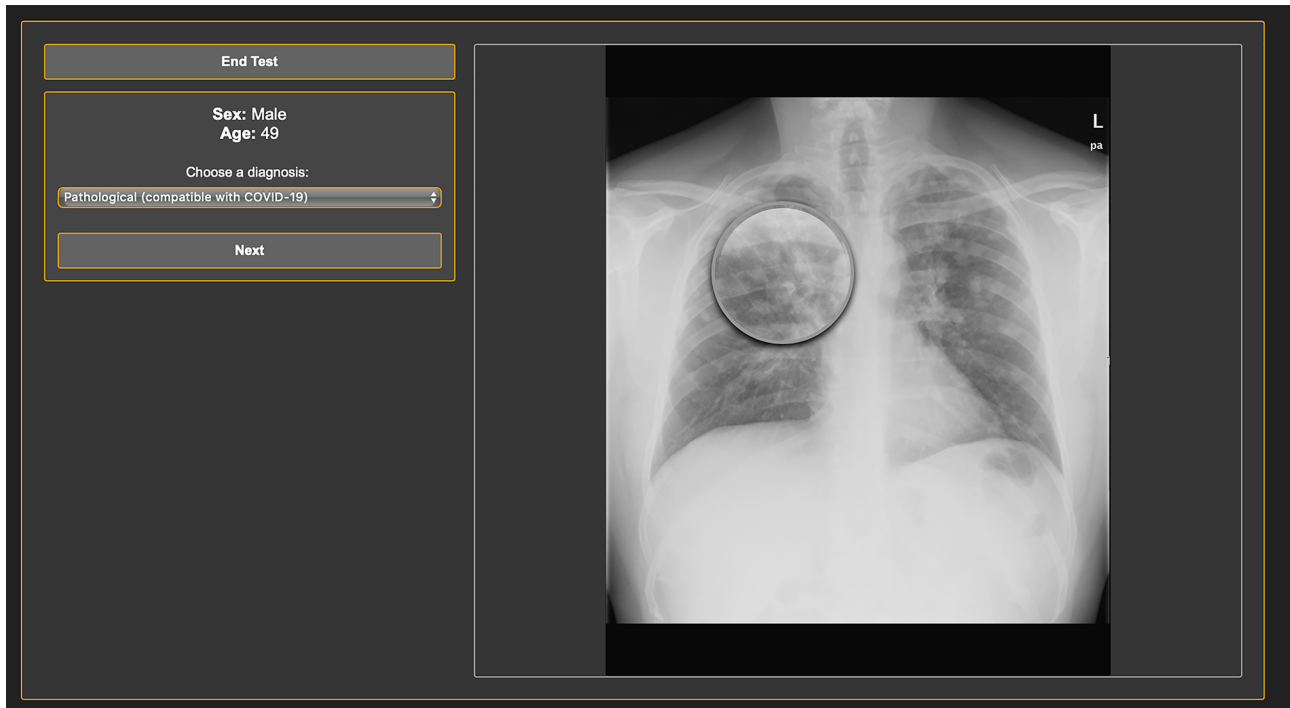 End Test
Sex: Male
Age: 49
Choose a diagnosis:
Pathological (compatible with COVID-19)
Next
L
pa